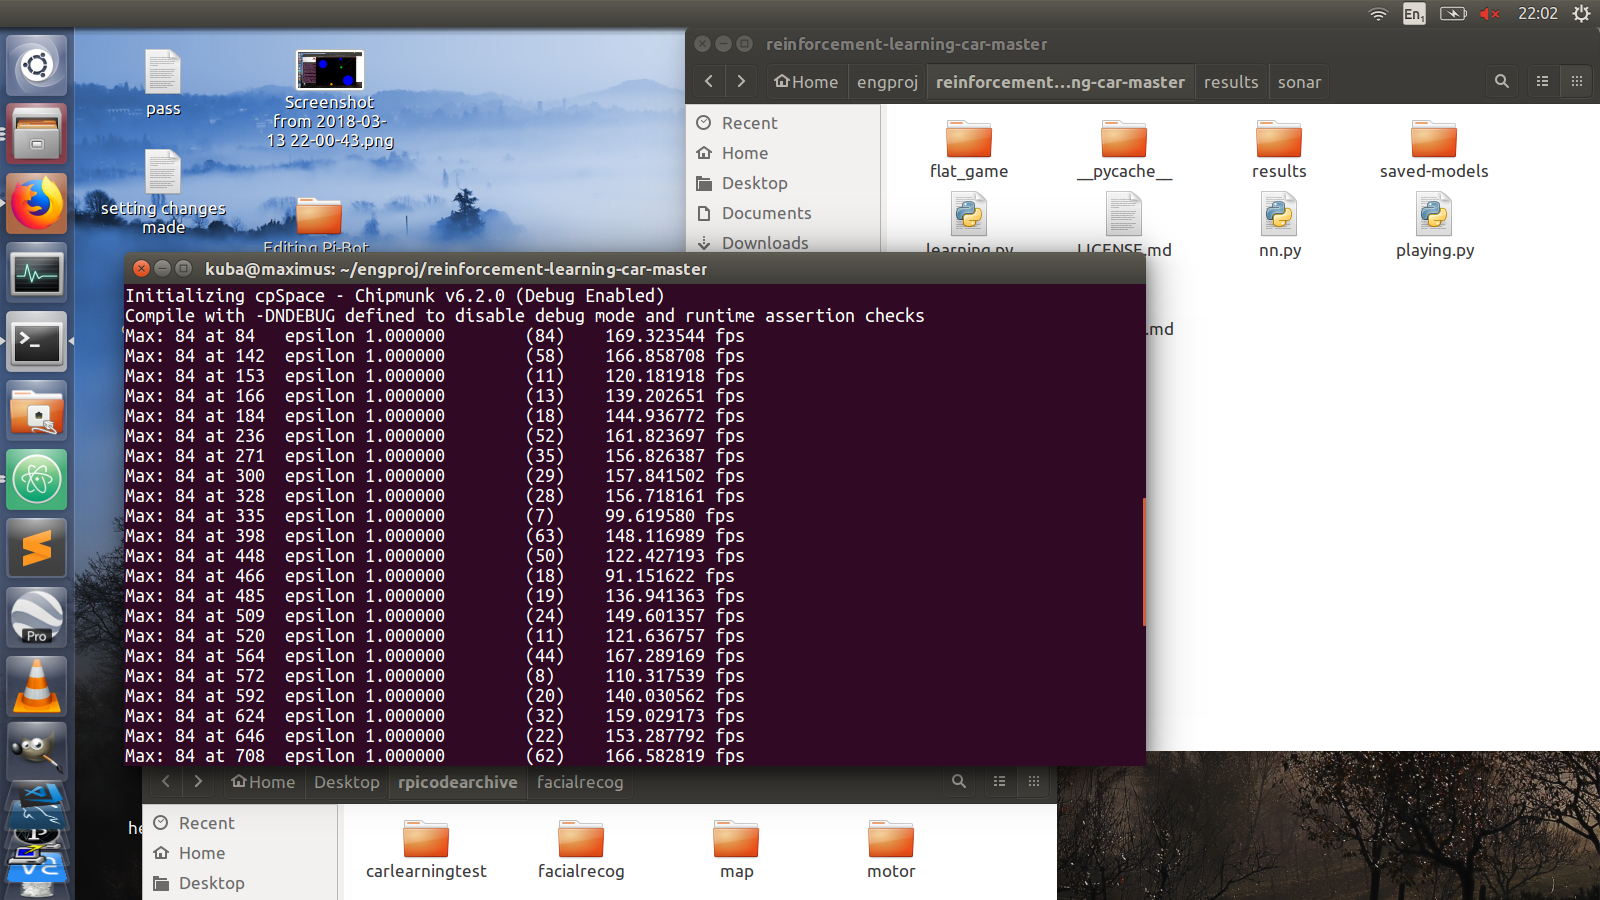 En1
22:02
pass
Screenshot
from 2018-03-
13 22-00-43.png
setting changes
made
Editing Pi-Bot
reinforcement-learning-car-master
Home engproj reinforcement...ng-car-master results sonar
Recent
Home
Desktop
Documents
Downloads
flat_game __pycache__ results saved-models
learning.py LICENSE.md nn.py playing.py
.md
kuba@maximus: ~/engproj/reinforcement-learning-car-master
Initializing cpSpace - Chipmunk v6.2.0 (Debug Enabled)
Compile with -DNDEBUG defined to disable debug mode and runtime assertion checks
Max: 84 at 84 epsilon 1.000000 (84) 169.323544 fps
Max: 84 at 142 epsilon 1.000000 (58) 166.858708 fps
Max: 84 at 153 epsilon 1.000000 (11) 120.181918 fps
Max: 84 at 166 epsilon 1.000000 (13) 139.202651 fps
Max: 84 at 184 epsilon 1.000000 (18) 144.936772 fps
Max: 84 at 236 epsilon 1.000000 (52) 161.823697 fps
Max: 84 at 271 epsilon 1.000000 (35) 156.826387 fps
Max: 84 at 300 epsilon 1.000000 (29) 157.841502 fps
Max: 84 at 328 epsilon 1.000000 (28) 156.718161 fps
Max: 84 at 335 epsilon 1.000000 (7) 99.619580 fps
Max: 84 at 398 epsilon 1.000000 (63) 148.116989 fps
Max: 84 at 448 epsilon 1.000000 (50) 122.427193 fps
Max: 84 at 466 epsilon 1.000000 (18) 91.151622 fps
Max: 84 at 485 epsilon 1.000000 (19) 136.941363 fps
Max: 84 at 509 epsilon 1.000000 (24) 149.601357 fps
Max: 84 at 520 epsilon 1.000000 (11) 121.636757 fps
Max: 84 at 564 epsilon 1.000000 (44) 167.289169 fps
Max: 84 at 572 epsilon 1.000000 (8) 110.317539 fps
Max: 84 at 592 epsilon 1.000000 (20) 140.030562 fps
Max: 84 at 624 epsilon 1.000000 (32) 159.029173 fps
Max: 84 at 646 epsilon 1.000000 (22) 153.287792 fps
Max: 84 at 708 epsilon 1.000000 (62) 166.582819 fps
Pro
Home Desktop rpicodearchive facialrecog
he
Recent
Home
Desktop
carlearningtest facialrecog map motor